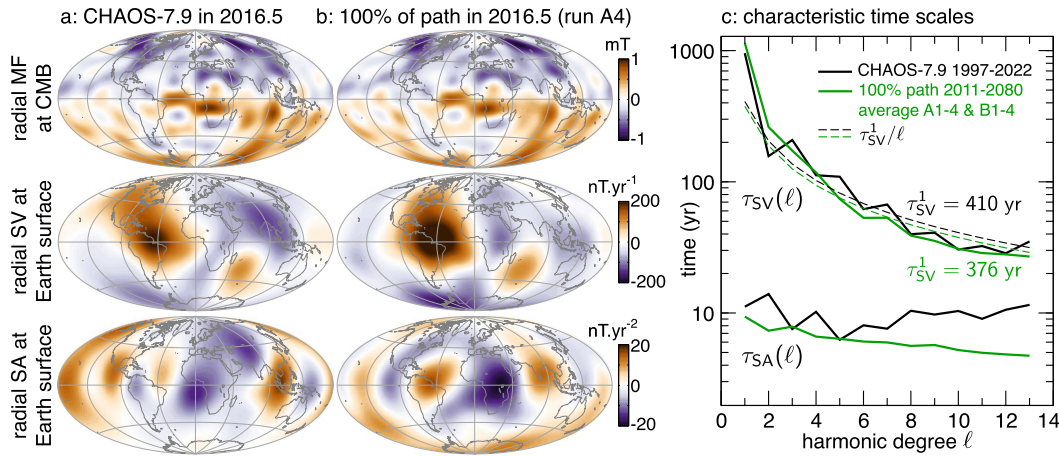 a: CHAOS-7.9 in 2016.5
b: 100% of path in 2016.5 (run A4)
c: characteristic time scales
radial MF
at CMB
mT
1
-1
radial SV at
Earth surface
nT.yr-1
200
-200
radial SA at
Earth surface
nT.yr-2
20
-20
time (yr)
1000
100
10
CHAOS-7.9 1997-2022
100% path 2011-2080
average A1-4 & B1-4
τ¹SV/ℓ
τSV(ℓ)
τ¹SV = 410 yr
τ¹SV = 376 yr
τSA(ℓ)
0 2 4 6 8 10 12 14
harmonic degree ℓ